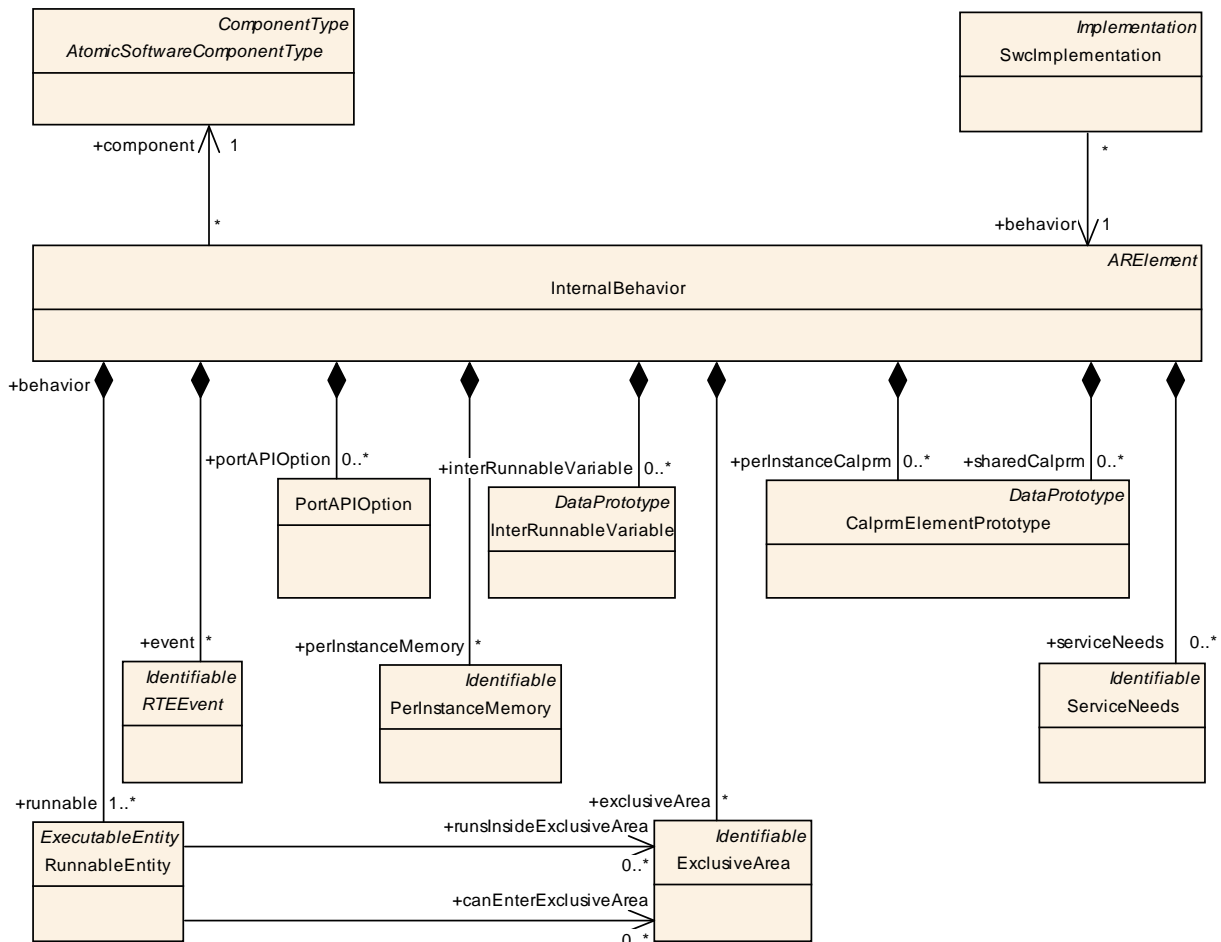 ComponentType
AtomicSoftwareComponentType
Implementation
SwcImplementation
+component
1
*
*
+behavior
1
ARElement
InternalBehavior
+behavior
+portAPIOption
0..*
+interRunnableVariable
0..*
+perInstanceCalprm
0..*
+sharedCalprm
0..*
PortAPIOption
DataPrototype
InterRunnableVariable
DataPrototype
CalprmElementPrototype
+event
*
+perInstanceMemory
*
+serviceNeeds
0..*
Identifiable
RTEEvent
Identifiable
PerInstanceMemory
Identifiable
ServiceNeeds
+runnable
1..*
+exclusiveArea
*
ExecutableEntity
RunnableEntity
+runsInsideExclusiveArea
0..*
Identifiable
ExclusiveArea
+canEnterExclusiveArea
0..*